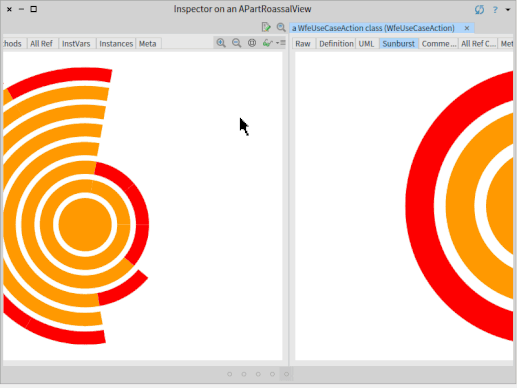 Inspector on an APartRoassalView
?
a WfeUseCaseAction class (WfeUseCaseAction) ×
:hods All Ref InstVars Instances Meta
Raw Definition UML Sunburst Comme... All Ref C... Met